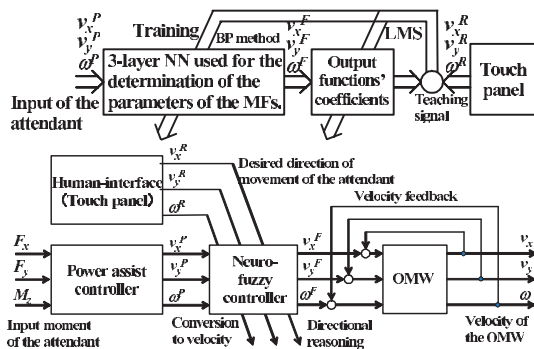 Training
v_x^P
v_y^P
ω^P
BP method
v_x^F
v_y^F
ω^F
LMS
v_x^R
v_y^R
ω^R
3-layer NN used for the
determination of the
parameters of the MFs.
Output
functions'
coefficients
Touch
panel
Input of the
attendant
Teaching
signal
Human-interface
(Touch panel)
v_x^R
v_y^R
ω^R
Desired direction of
movement of the attendant
Velocity feedback
F_x
F_y
M_z
Power assist
controller
v_x^P
v_y^P
ω^P
Neuro-
fuzzy
controller
v_x^F
v_y^F
ω^F
OMW
v_x
v_y
ω
Input moment
of the attendant
Conversion
to velocity
Directional
reasoning
Velocity of
the OMW